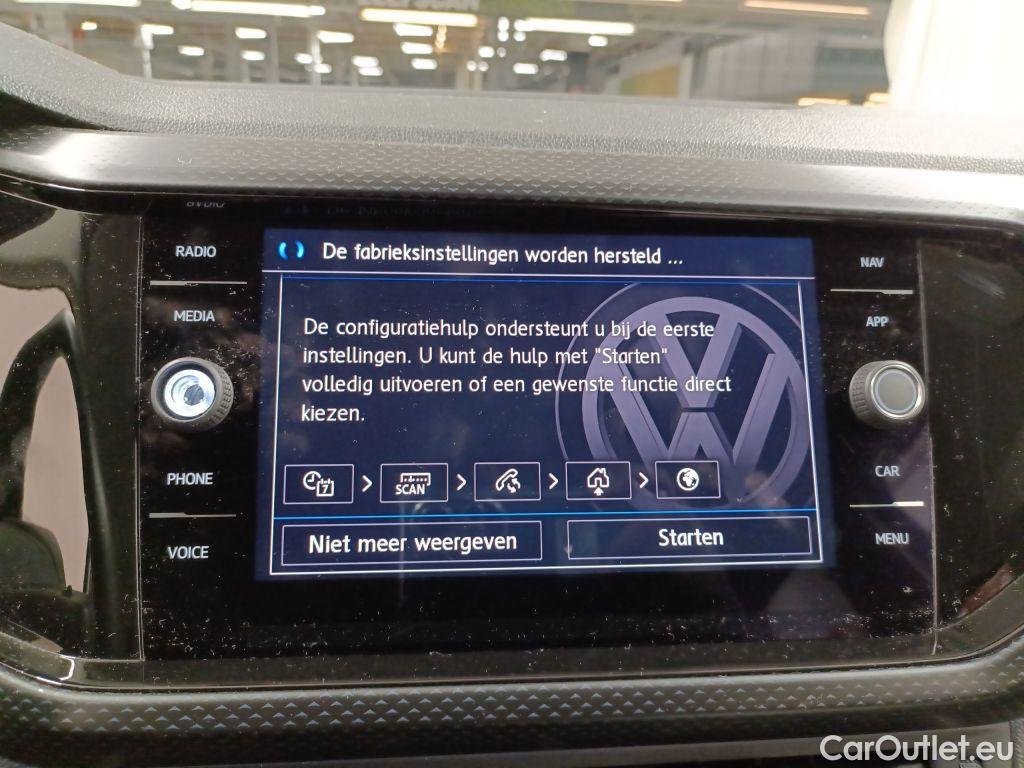 RADIO
MEDIA
PHONE
VOICE
De fabrieksinstellingen worden hersteld ...
De configuratiehulp ondersteunt u bij de eerste
instellingen. U kunt de hulp met "Starten"
volledig uitvoeren of een gewenste functie direct
kiezen.
7
SCAN
Niet meer weergeven
Starten
NAV
APP
CAR
MENU
CarOutlet.eu